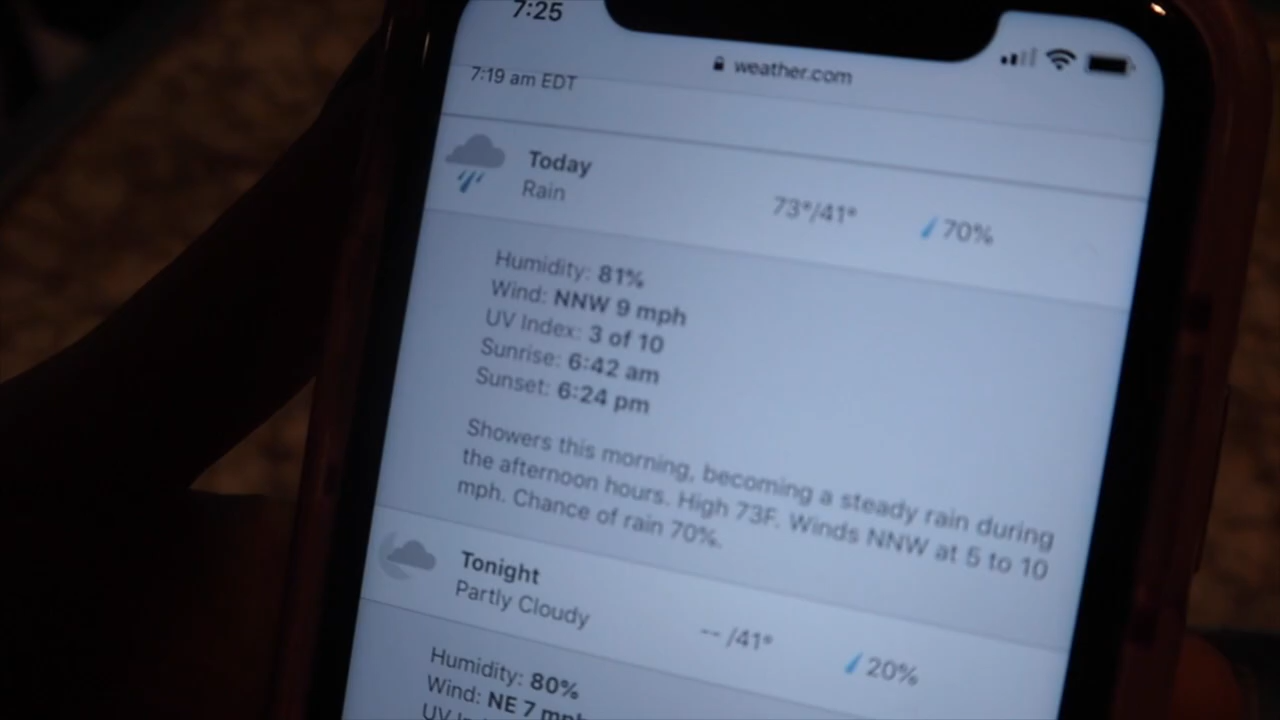 7:25
weather.com
7:19 am EDT
Today
Rain
73°/41°
70%
Humidity: 81%
Wind: NNW 9 mph
UV Index: 3 of 10
Sunrise: 6:42 am
Sunset: 6:24 pm
Showers this morning, becoming a steady rain during
the afternoon hours. High 73F. Winds NNW at 5 to 10
mph. Chance of rain 70%.
Tonight
Partly Cloudy
-- /41°
20%
Humidity: 80%
Wind: NE 7 mph
UV